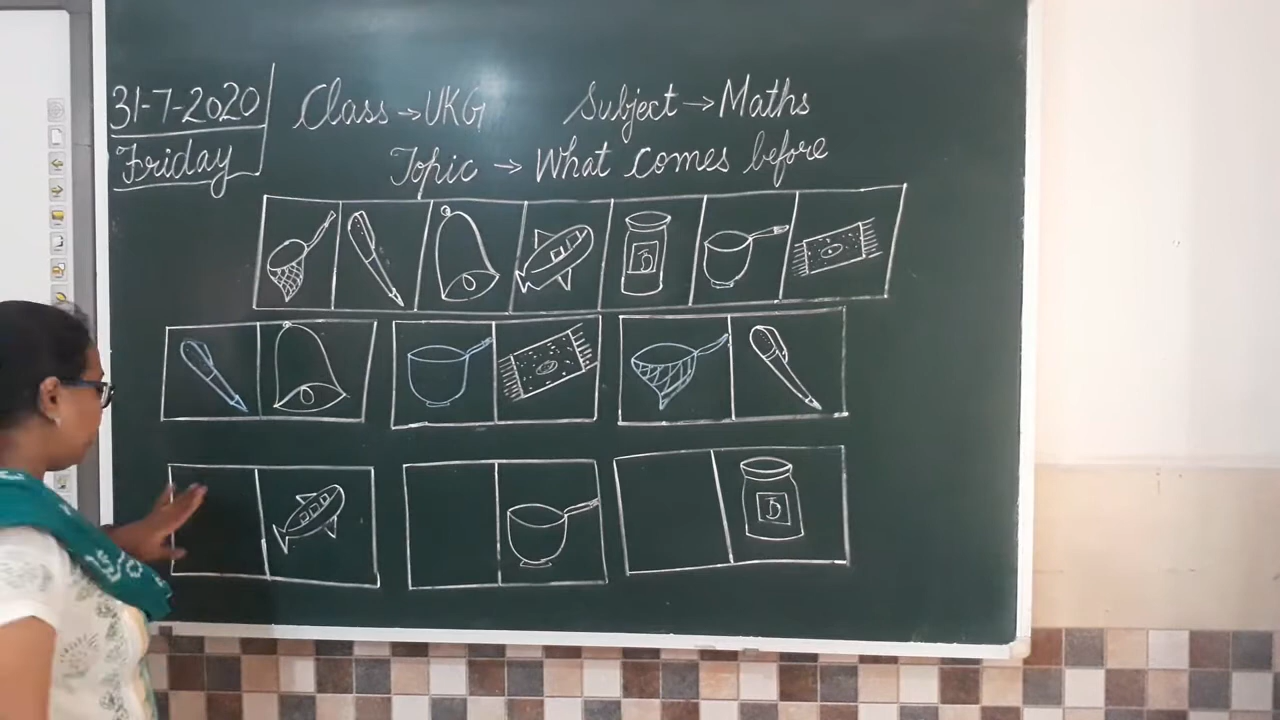 31-7-2020
Friday
Class → UKG
Subject → Maths
Topic → What comes before